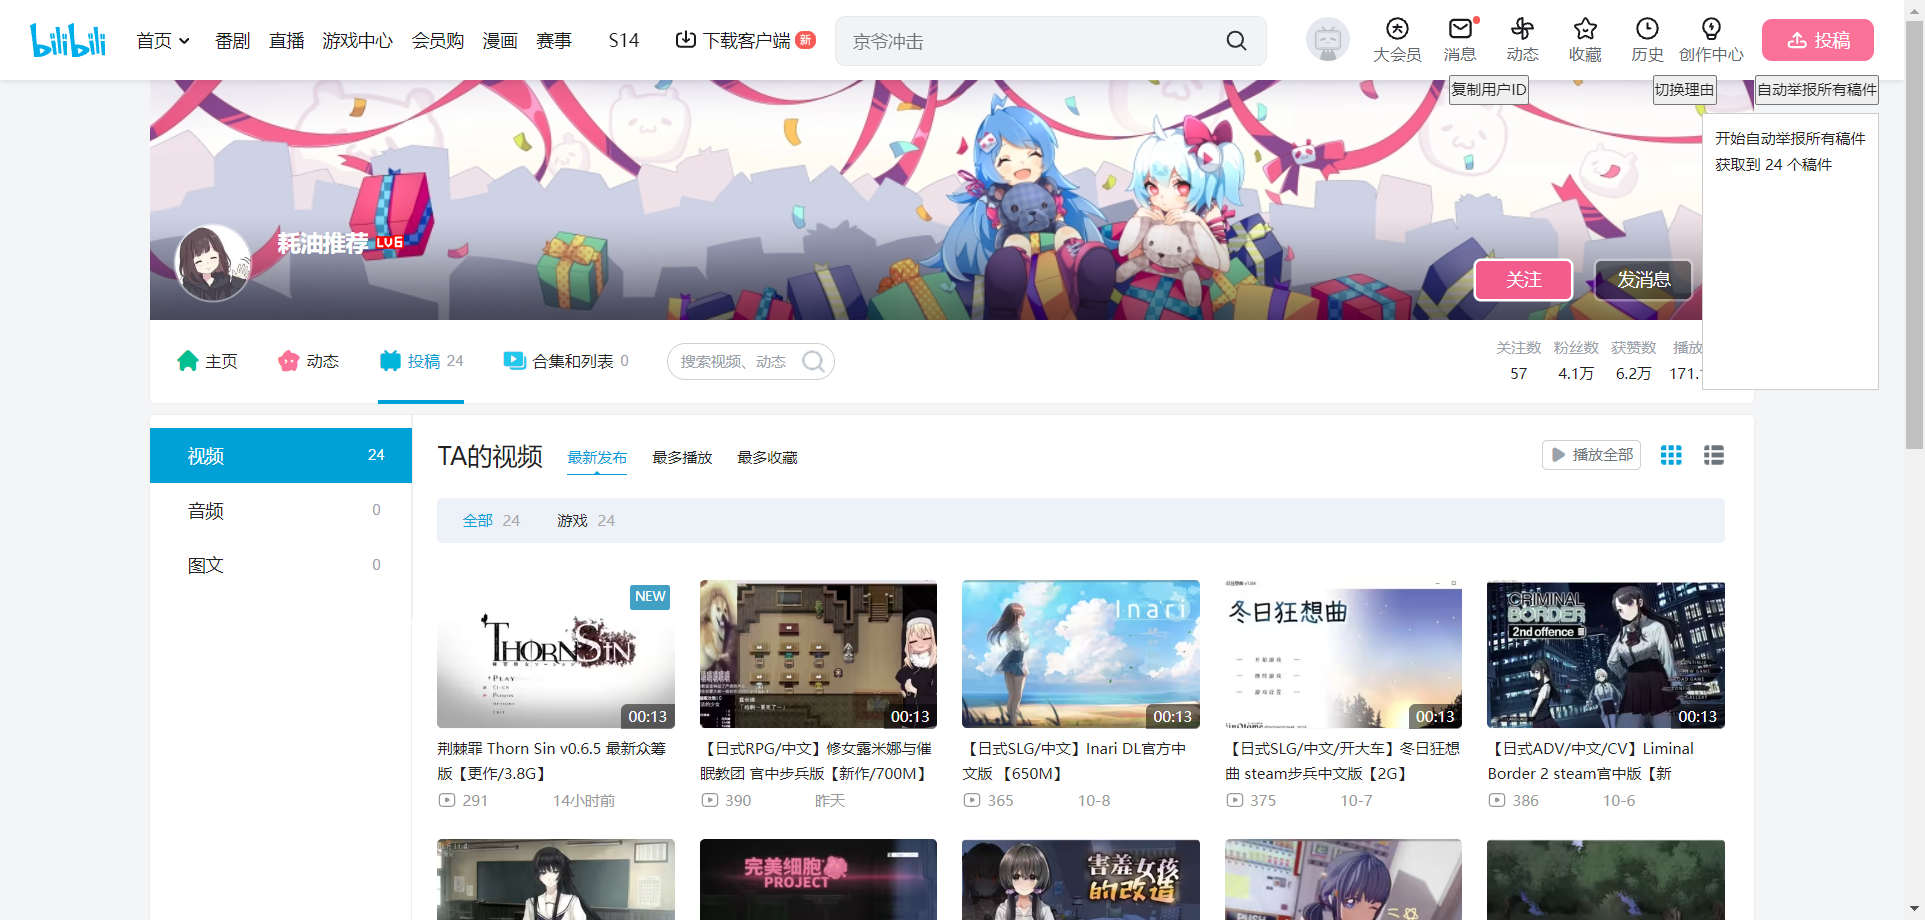 bilibili
首页
番剧
直播
游戏中心
会员购
漫画
赛事
S14
下载客户端
新
京爷冲击
大会员
消息
动态
收藏
历史
创作中心
投稿
复制用户ID
切换理由
自动举报所有稿件
开始自动举报所有稿件
获取到 24 个稿件
耗油推荐 LV6
关注
发消息
主页
动态
投稿 24
合集和列表 0
搜索视频、动态
关注数 粉丝数 获赞数 播放
57 4.1万 6.2万 171.
视频 24
音频 0
图文 0
TA的视频
最新发布
最多播放
最多收藏
播放全部
全部 24
游戏 24
NEW
THORN SIN
PLAY
00:13
荆棘罪 Thorn Sin v0.6.5 最新众筹
版【更作/3.8G】
291 14小时前
00:13
【日式RPG/中文】修女露米娜与催
眠教团 官中步兵版【新作/700M】
390 昨天
Inari
00:13
【日式SLG/中文】Inari DL官方中
文版 【650M】
365 10-8
冬日狂想曲
开始游戏
游戏设置
00:13
【日式SLG/中文/开大车】冬日狂想
曲 steam步兵中文版【2G】
375 10-7
CRIMINAL
BORDER
2nd offence
00:13
【日式ADV/中文/CV】Liminal
Border 2 steam官中版【新
386 10-6
完美细胞
PROJECT
害羞女孩
的改造